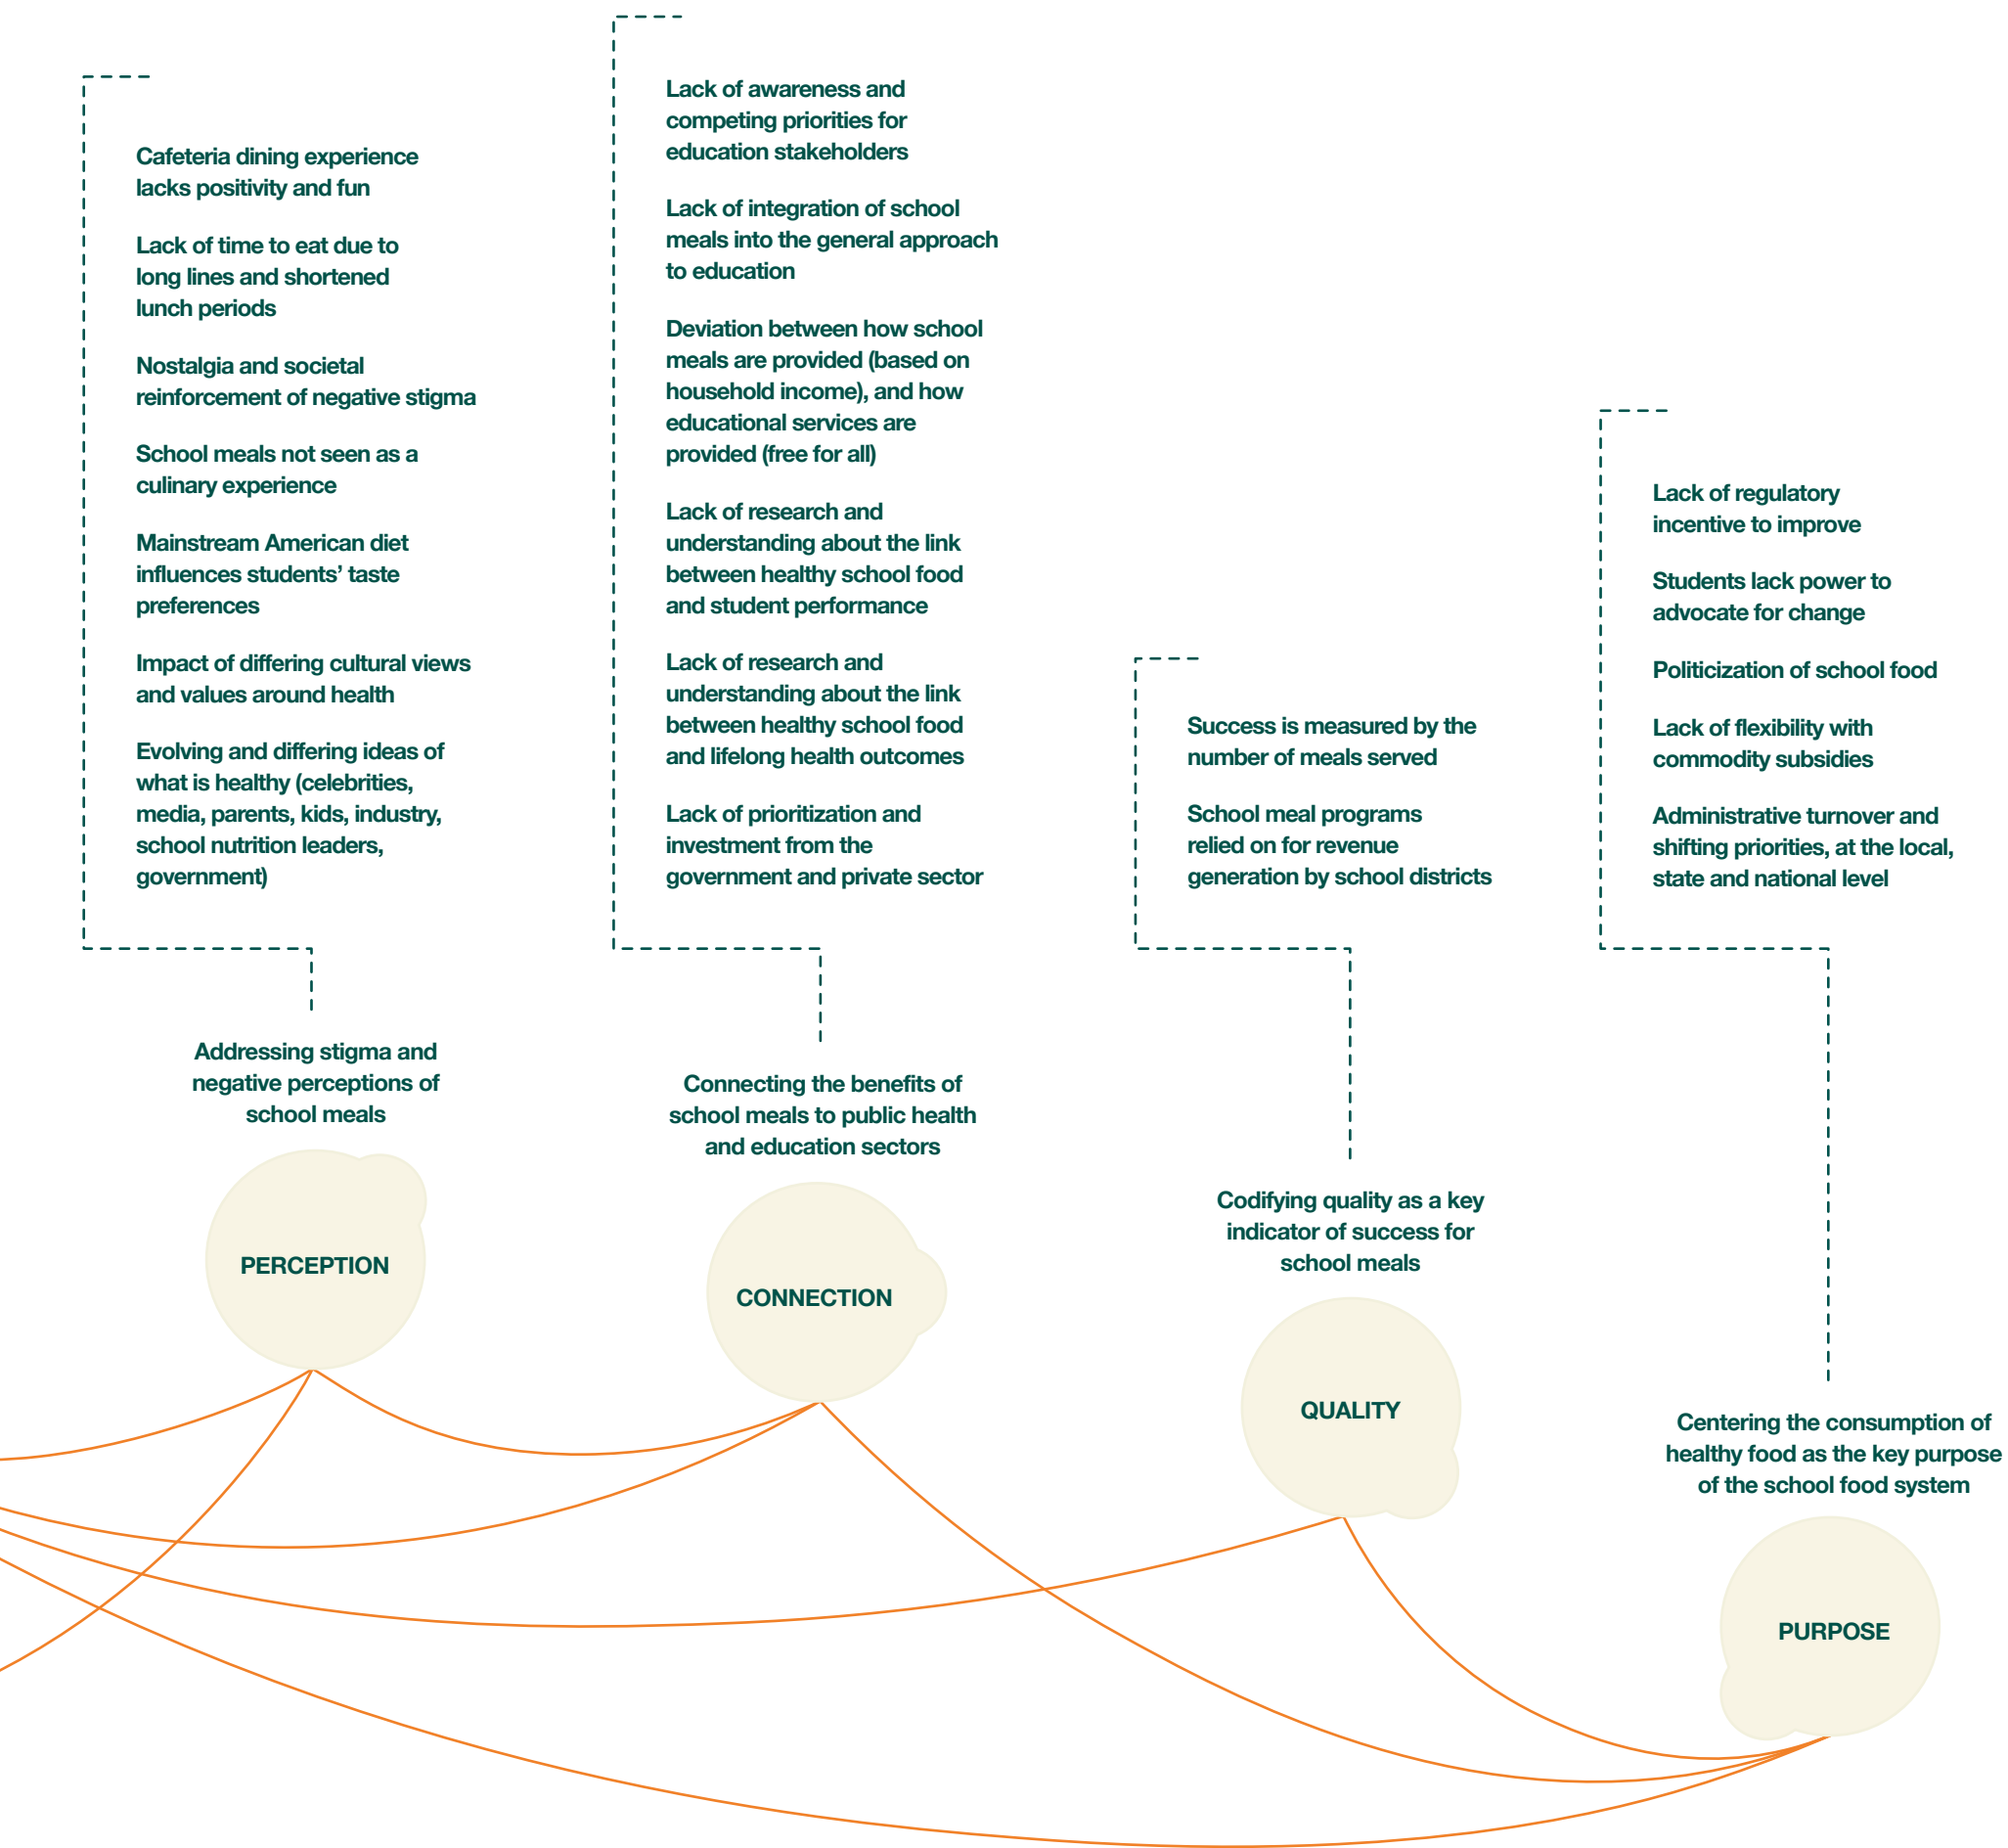 Cafeteria dining experience
lacks positivity and fun
Lack of time to eat due to
long lines and shortened
lunch periods
Nostalgia and societal
reinforcement of negative stigma
School meals not seen as a
culinary experience
Mainstream American diet
influences students’ taste
preferences
Impact of differing cultural views
and values around health
Evolving and differing ideas of
what is healthy (celebrities,
media, parents, kids, industry,
school nutrition leaders,
government)
Addressing stigma and
negative perceptions of
school meals
PERCEPTION
Lack of awareness and
competing priorities for
education stakeholders
Lack of integration of school
meals into the general approach
to education
Deviation between how school
meals are provided (based on
household income), and how
educational services are
provided (free for all)
Lack of research and
understanding about the link
between healthy school food
and student performance
Lack of research and
understanding about the link
between healthy school food
and lifelong health outcomes
Lack of prioritization and
investment from the
government and private sector
Connecting the benefits of
school meals to public health
and education sectors
CONNECTION
Success is measured by the
number of meals served
School meal programs
relied on for revenue
generation by school districts
Codifying quality as a key
indicator of success for
school meals
QUALITY
Lack of regulatory
incentive to improve
Students lack power to
advocate for change
Politicization of school food
Lack of flexibility with
commodity subsidies
Administrative turnover and
shifting priorities, at the local,
state and national level
Centering the consumption of
healthy food as the key purpose
of the school food system
PURPOSE